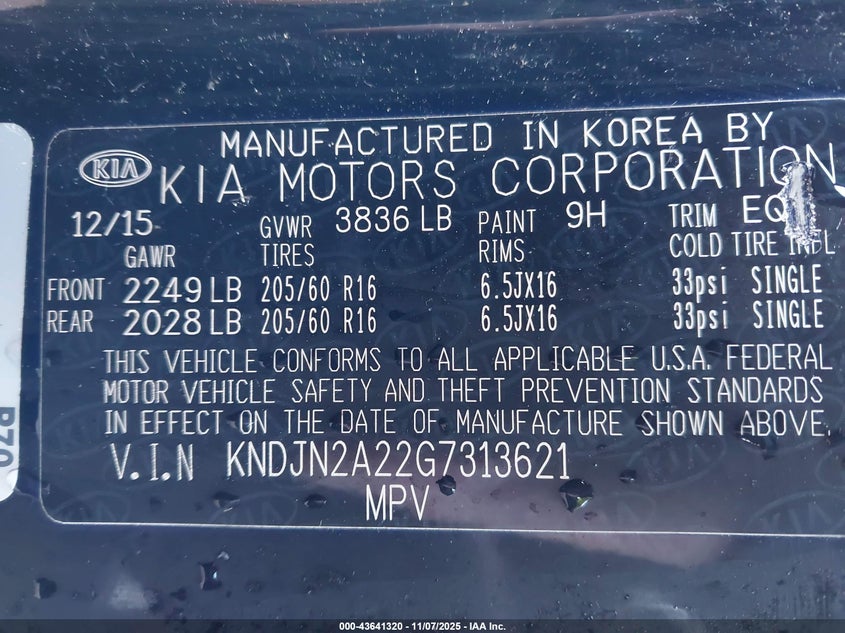 MANUFACTURED IN KOREA BY
KIA KIA MOTORS CORPORATION
12/15 GVWR 3836 LB PAINT 9H TRIM EQ
GAWR TIRES RIMS COLD TIRE INFL
FRONT 2249 LB 205/60 R16 6.5JX16 33psi SINGLE
REAR 2028 LB 205/60 R16 6.5JX16 33psi SINGLE
THIS VEHICLE CONFORMS TO ALL APPLICABLE U.S.A. FEDERAL
MOTOR VEHICLE SAFETY AND THEFT PREVENTION STANDARDS
IN EFFECT ON THE DATE OF MANUFACTURE SHOWN ABOVE.
V.I.N KNDJN2A22G7313621
MPV
000-43641320 - 11/07/2025 - IAA Inc.